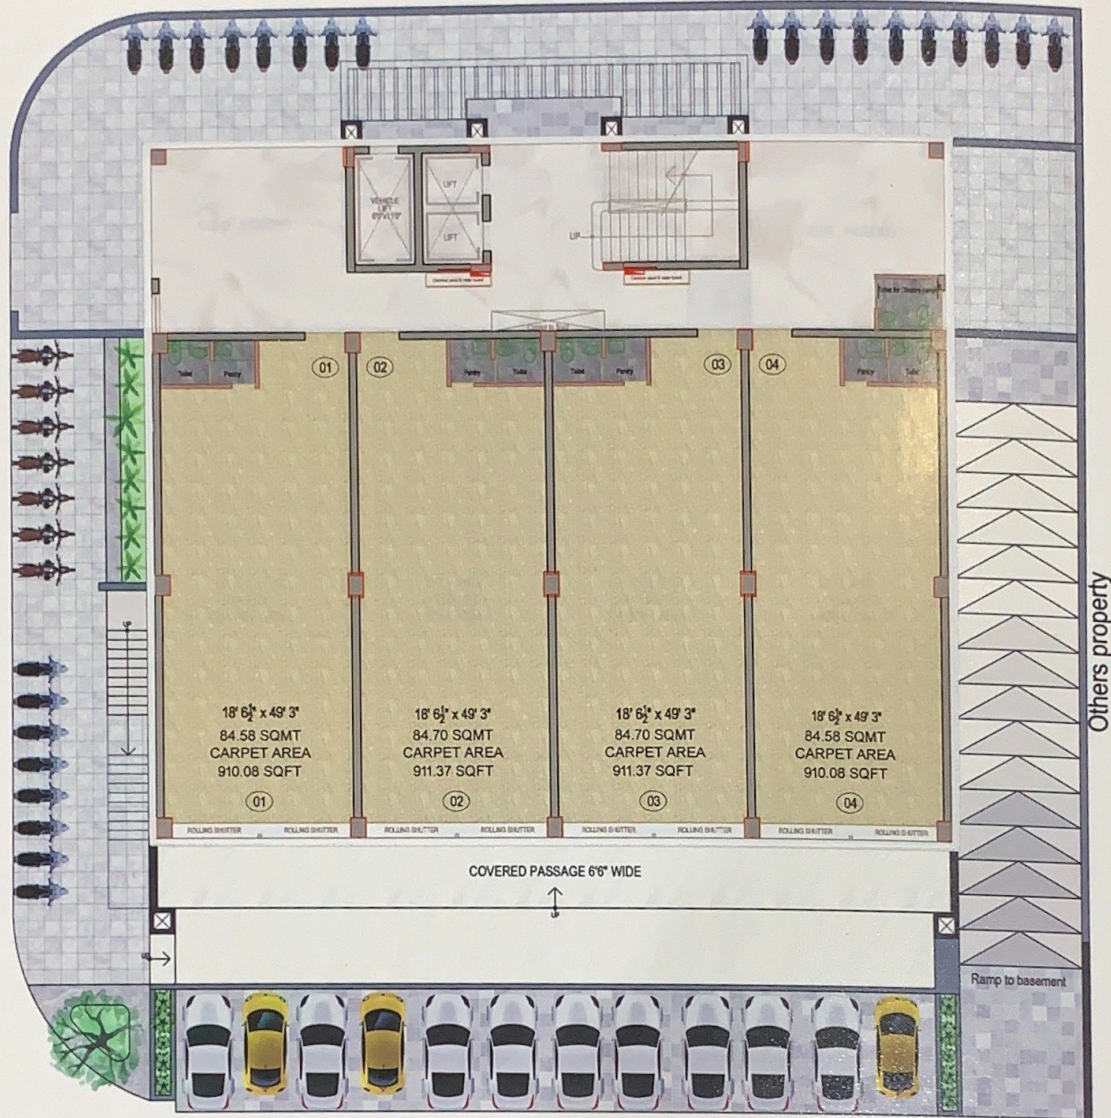 VEHICLE
LIFT
LIFT
LIFT
UP
Toilet
Pantry
01
02
Pantry
Toilet
Toilet
Pantry
03
04
Pantry
Toilet
18' 6½" x 49' 3"
84.58 SQMT
CARPET AREA
910.08 SQFT
01
18' 6½" x 49' 3"
84.70 SQMT
CARPET AREA
911.37 SQFT
02
18' 6½" x 49' 3"
84.70 SQMT
CARPET AREA
911.37 SQFT
03
18' 6½" x 49' 3"
84.58 SQMT
CARPET AREA
910.08 SQFT
04
ROLLING SHUTTER
ROLLING SHUTTER
ROLLING SHUTTER
ROLLING SHUTTER
ROLLING SHUTTER
ROLLING SHUTTER
ROLLING SHUTTER
ROLLING SHUTTER
COVERED PASSAGE 6'6" WIDE
UP
Others property
Ramp to basement